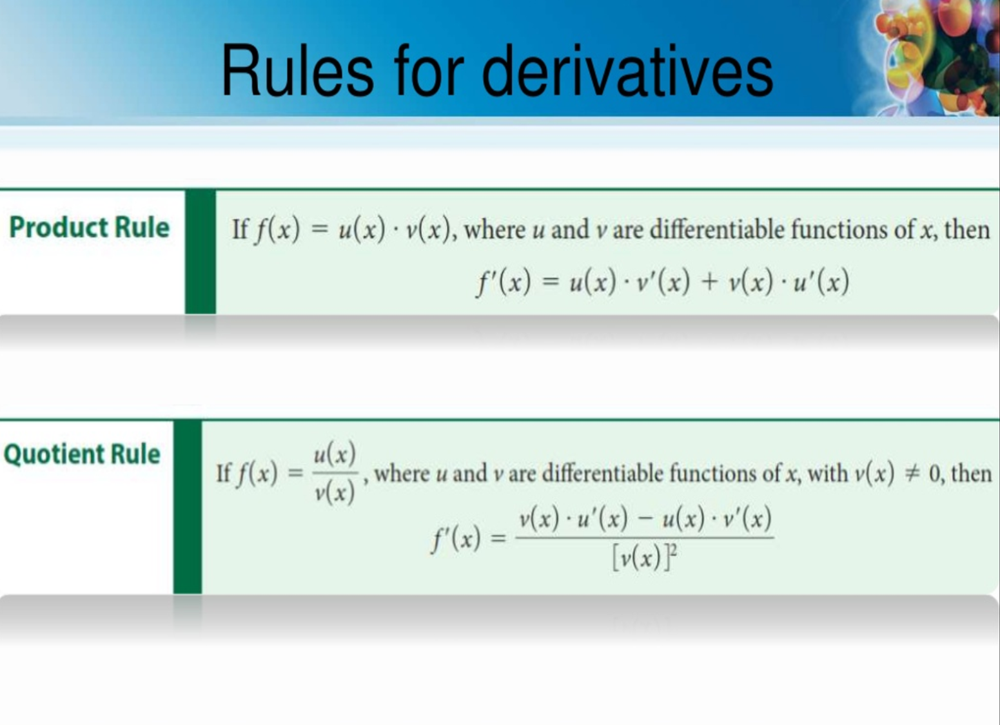 Rules for derivatives
Product Rule
If f(x) = u(x) · v(x), where u and v are differentiable functions of x, then
f′(x) = u(x) · v′(x) + v(x) · u′(x)
Quotient Rule
If f(x) = u(x)/v(x), where u and v are differentiable functions of x, with v(x) ≠ 0, then
f′(x) = v(x) · u′(x) − u(x) · v′(x) / [v(x)]²